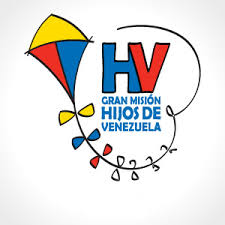 HV
GRAN MISIÓN
HIJOS DE
VENEZUELA